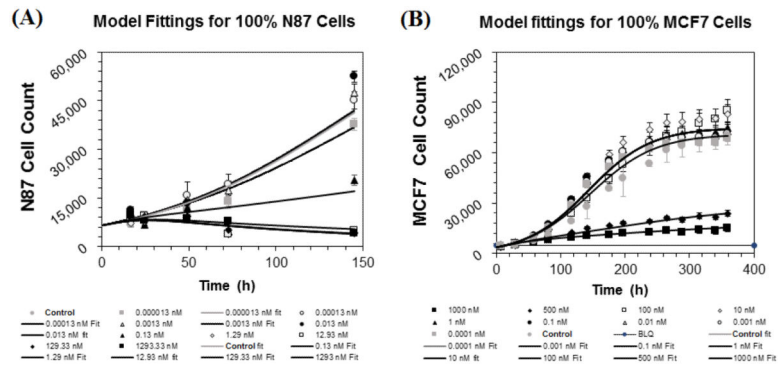 (A)
Model Fittings for 100% N87 Cells
N87 Cell Count
60,000
45,000
30,000
15,000
0
0 50 100 150
Time (h)
Control 0.000013 nM 0.000013 nM fit 0.00013 nM
0.00013 nM Fit 0.0013 nM 0.0013 nM Fit 0.013 nM
0.013 nM fit 0.13 nM 1.29 nM 12.93 nM
129.33 nM 1293.33 nM Control fit 0.13 nM Fit
1.29 nM Fit 12.93 nM fit 129.33 nM Fit 1293 nM Fit
(B)
Model fittings for 100% MCF7 Cells
MCF7 Cell Count
120,000
90,000
60,000
30,000
0
0 100 200 300 400
Time (h)
1000 nM 500 nM 100 nM 10 nM
1 nM 0.1 nM 0.01 nM 0.001 nM
0.0001 nM Control BLQ Control fit
0.0001 nM Fit 0.001 nM Fit 0.1 nM Fit 1 nM Fit
10 nM fit 100 nM Fit 500 nM Fit 1000 nM Fit